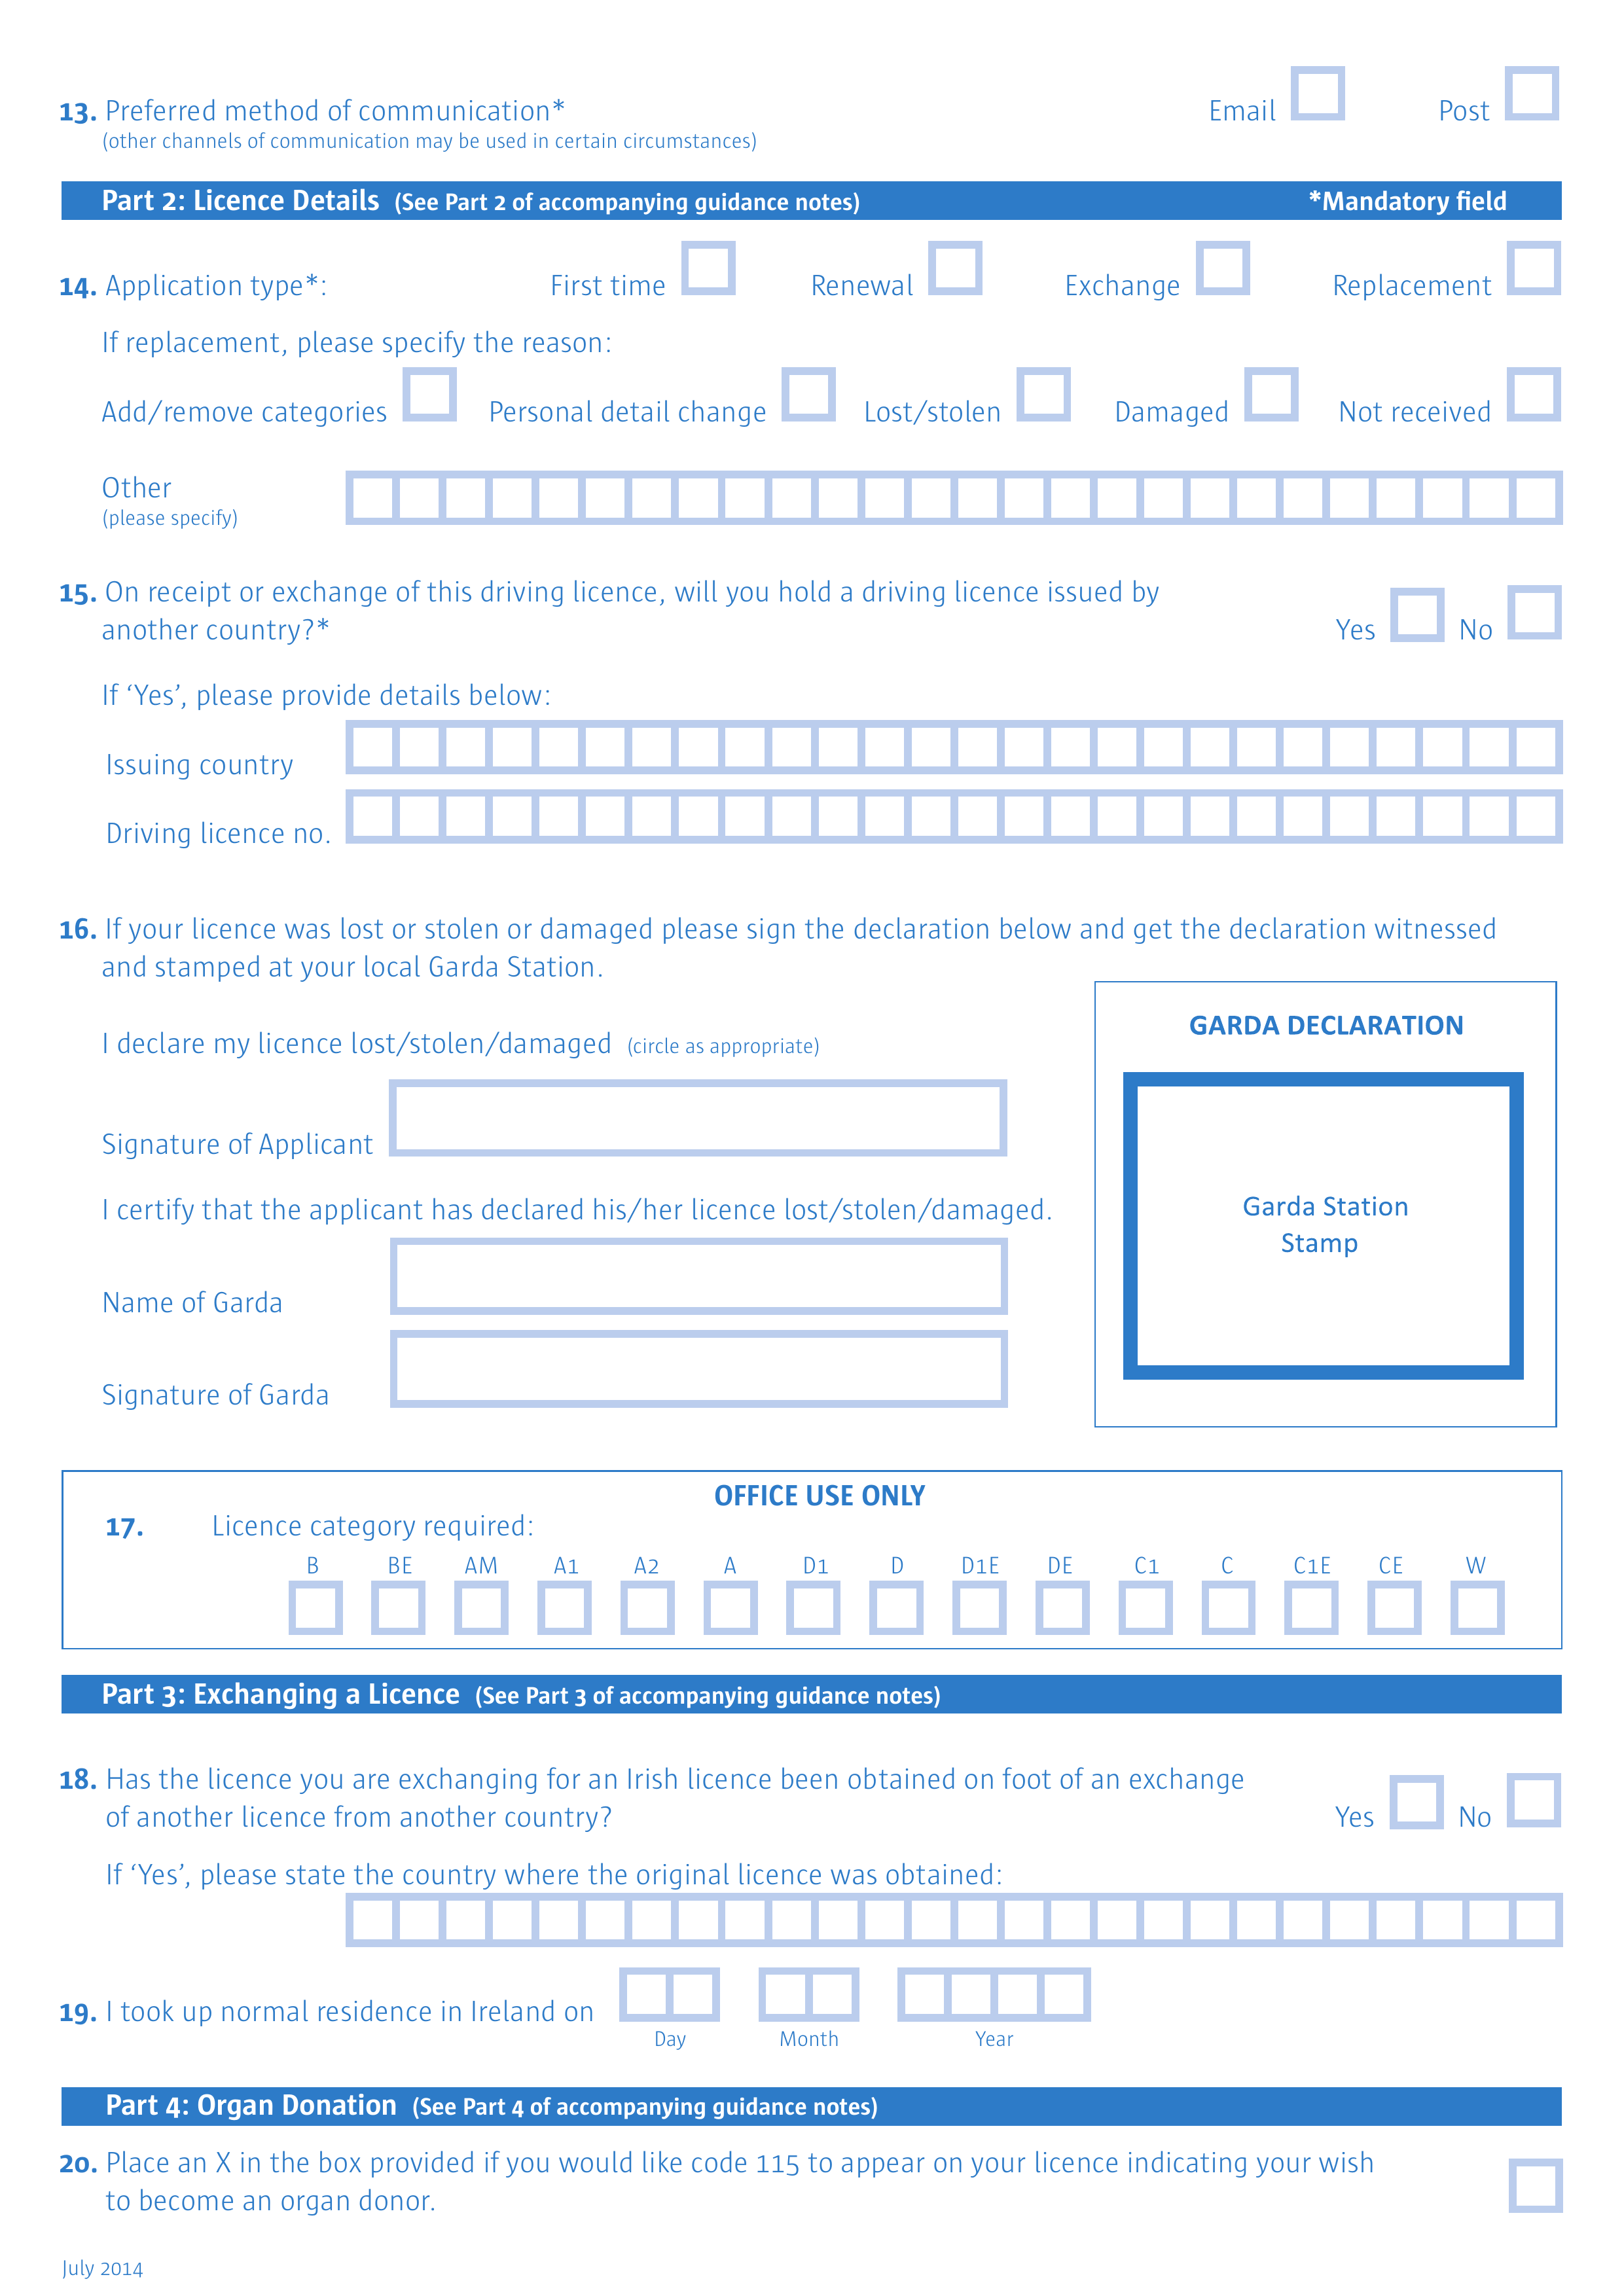 13. Preferred method of communication* Email Post
(other channels of communication may be used in certain circumstances)
Part 2: Licence Details (See Part 2 of accompanying guidance notes) *Mandatory field
14. Application type*: First time Renewal Exchange Replacement
If replacement, please specify the reason:
Add/remove categories Personal detail change Lost/stolen Damaged Not received
Other
(please specify)
15. On receipt or exchange of this driving licence, will you hold a driving licence issued by
another country?* Yes No
If ‘Yes’, please provide details below:
Issuing country
Driving licence no.
16. If your licence was lost or stolen or damaged please sign the declaration below and get the declaration witnessed
and stamped at your local Garda Station.
GARDA DECLARATION
I declare my licence lost/stolen/damaged (circle as appropriate)
Signature of Applicant
I certify that the applicant has declared his/her licence lost/stolen/damaged.
Garda Station
Stamp
Name of Garda
Signature of Garda
OFFICE USE ONLY
17. Licence category required:
B BE AM A1 A2 A D1 D D1E DE C1 C C1E CE W
Part 3: Exchanging a Licence (See Part 3 of accompanying guidance notes)
18. Has the licence you are exchanging for an Irish licence been obtained on foot of an exchange
of another licence from another country? Yes No
If ‘Yes’, please state the country where the original licence was obtained:
19. I took up normal residence in Ireland on
Day Month Year
Part 4: Organ Donation (See Part 4 of accompanying guidance notes)
20. Place an X in the box provided if you would like code 115 to appear on your licence indicating your wish
to become an organ donor.
July 2014